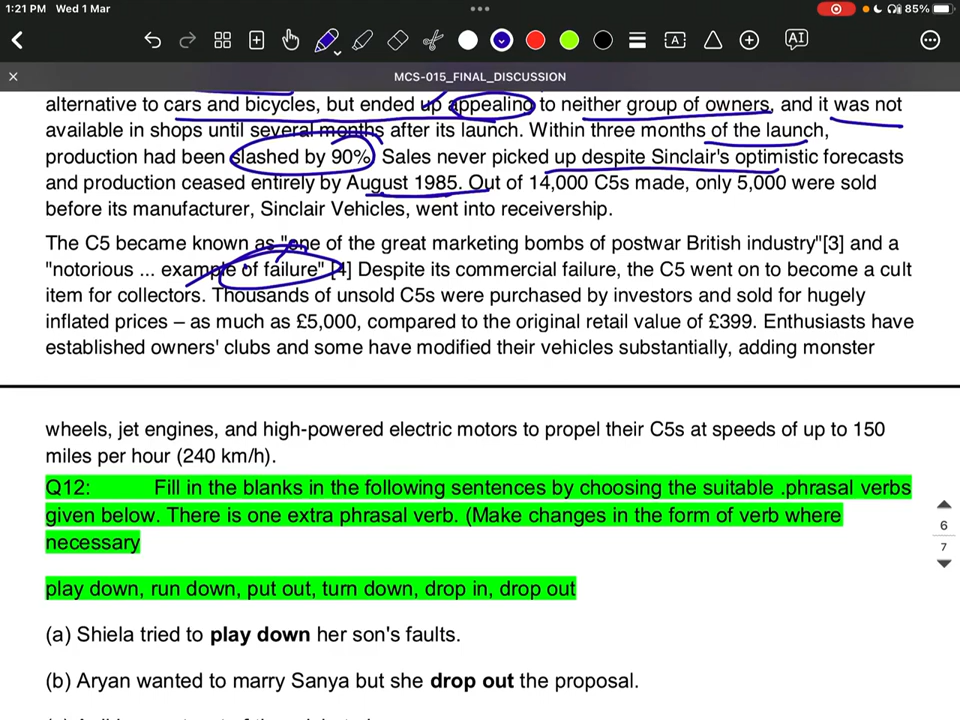 1:21 PM Wed 1 Mar
85%
A
AI
MCS-015_FINAL_DISCUSSION
alternative to cars and bicycles, but ended up appealing to neither group of owners, and it was not
available in shops until several months after its launch. Within three months of the launch,
production had been slashed by 90%. Sales never picked up despite Sinclair's optimistic forecasts
and production ceased entirely by August 1985. Out of 14,000 C5s made, only 5,000 were sold
before its manufacturer, Sinclair Vehicles, went into receivership.
The C5 became known as "one of the great marketing bombs of postwar British industry"[3] and a
"notorious ... example of failure".[4] Despite its commercial failure, the C5 went on to become a cult
item for collectors. Thousands of unsold C5s were purchased by investors and sold for hugely
inflated prices – as much as £5,000, compared to the original retail value of £399. Enthusiasts have
established owners' clubs and some have modified their vehicles substantially, adding monster
wheels, jet engines, and high-powered electric motors to propel their C5s at speeds of up to 150
miles per hour (240 km/h).
Q12: Fill in the blanks in the following sentences by choosing the suitable .phrasal verbs
given below. There is one extra phrasal verb. (Make changes in the form of verb where
necessary
6
7
play down, run down, put out, turn down, drop in, drop out
(a) Shiela tried to play down her son's faults.
(b) Aryan wanted to marry Sanya but she drop out the proposal.